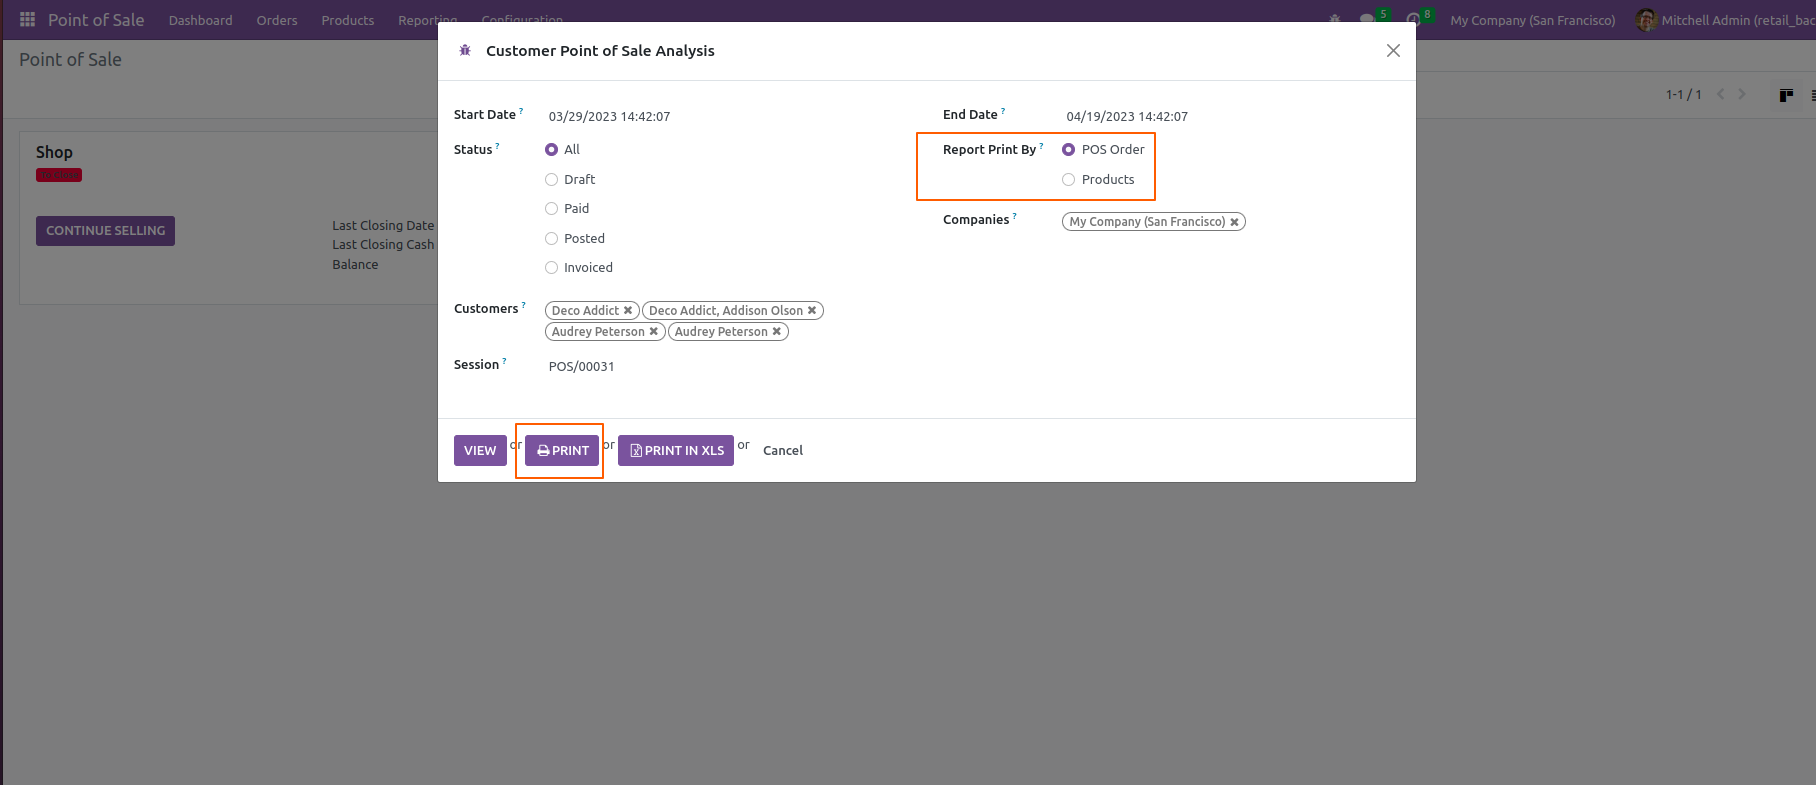 Point of Sale Dashboard Orders Products Reporting Configuration 5 8 My Company (San Francisco) Mitchell Admin (retail_bac
Point of Sale
1-1 / 1
Shop
CONTINUE SELLING
Last Closing Date
Last Closing Cash
Balance
Customer Point of Sale Analysis
Start Date ? 03/29/2023 14:42:07
End Date ? 04/19/2023 14:42:07
Status ? All
Draft
Paid
Posted
Invoiced
Report Print By ? POS Order
Products
Companies ? My Company (San Francisco) ✖
Customers ? Deco Addict ✖ Deco Addict, Addison Olson ✖
Audrey Peterson ✖ Audrey Peterson ✖
Session ? POS/00031
VIEW or PRINT or PRINT IN XLS or Cancel